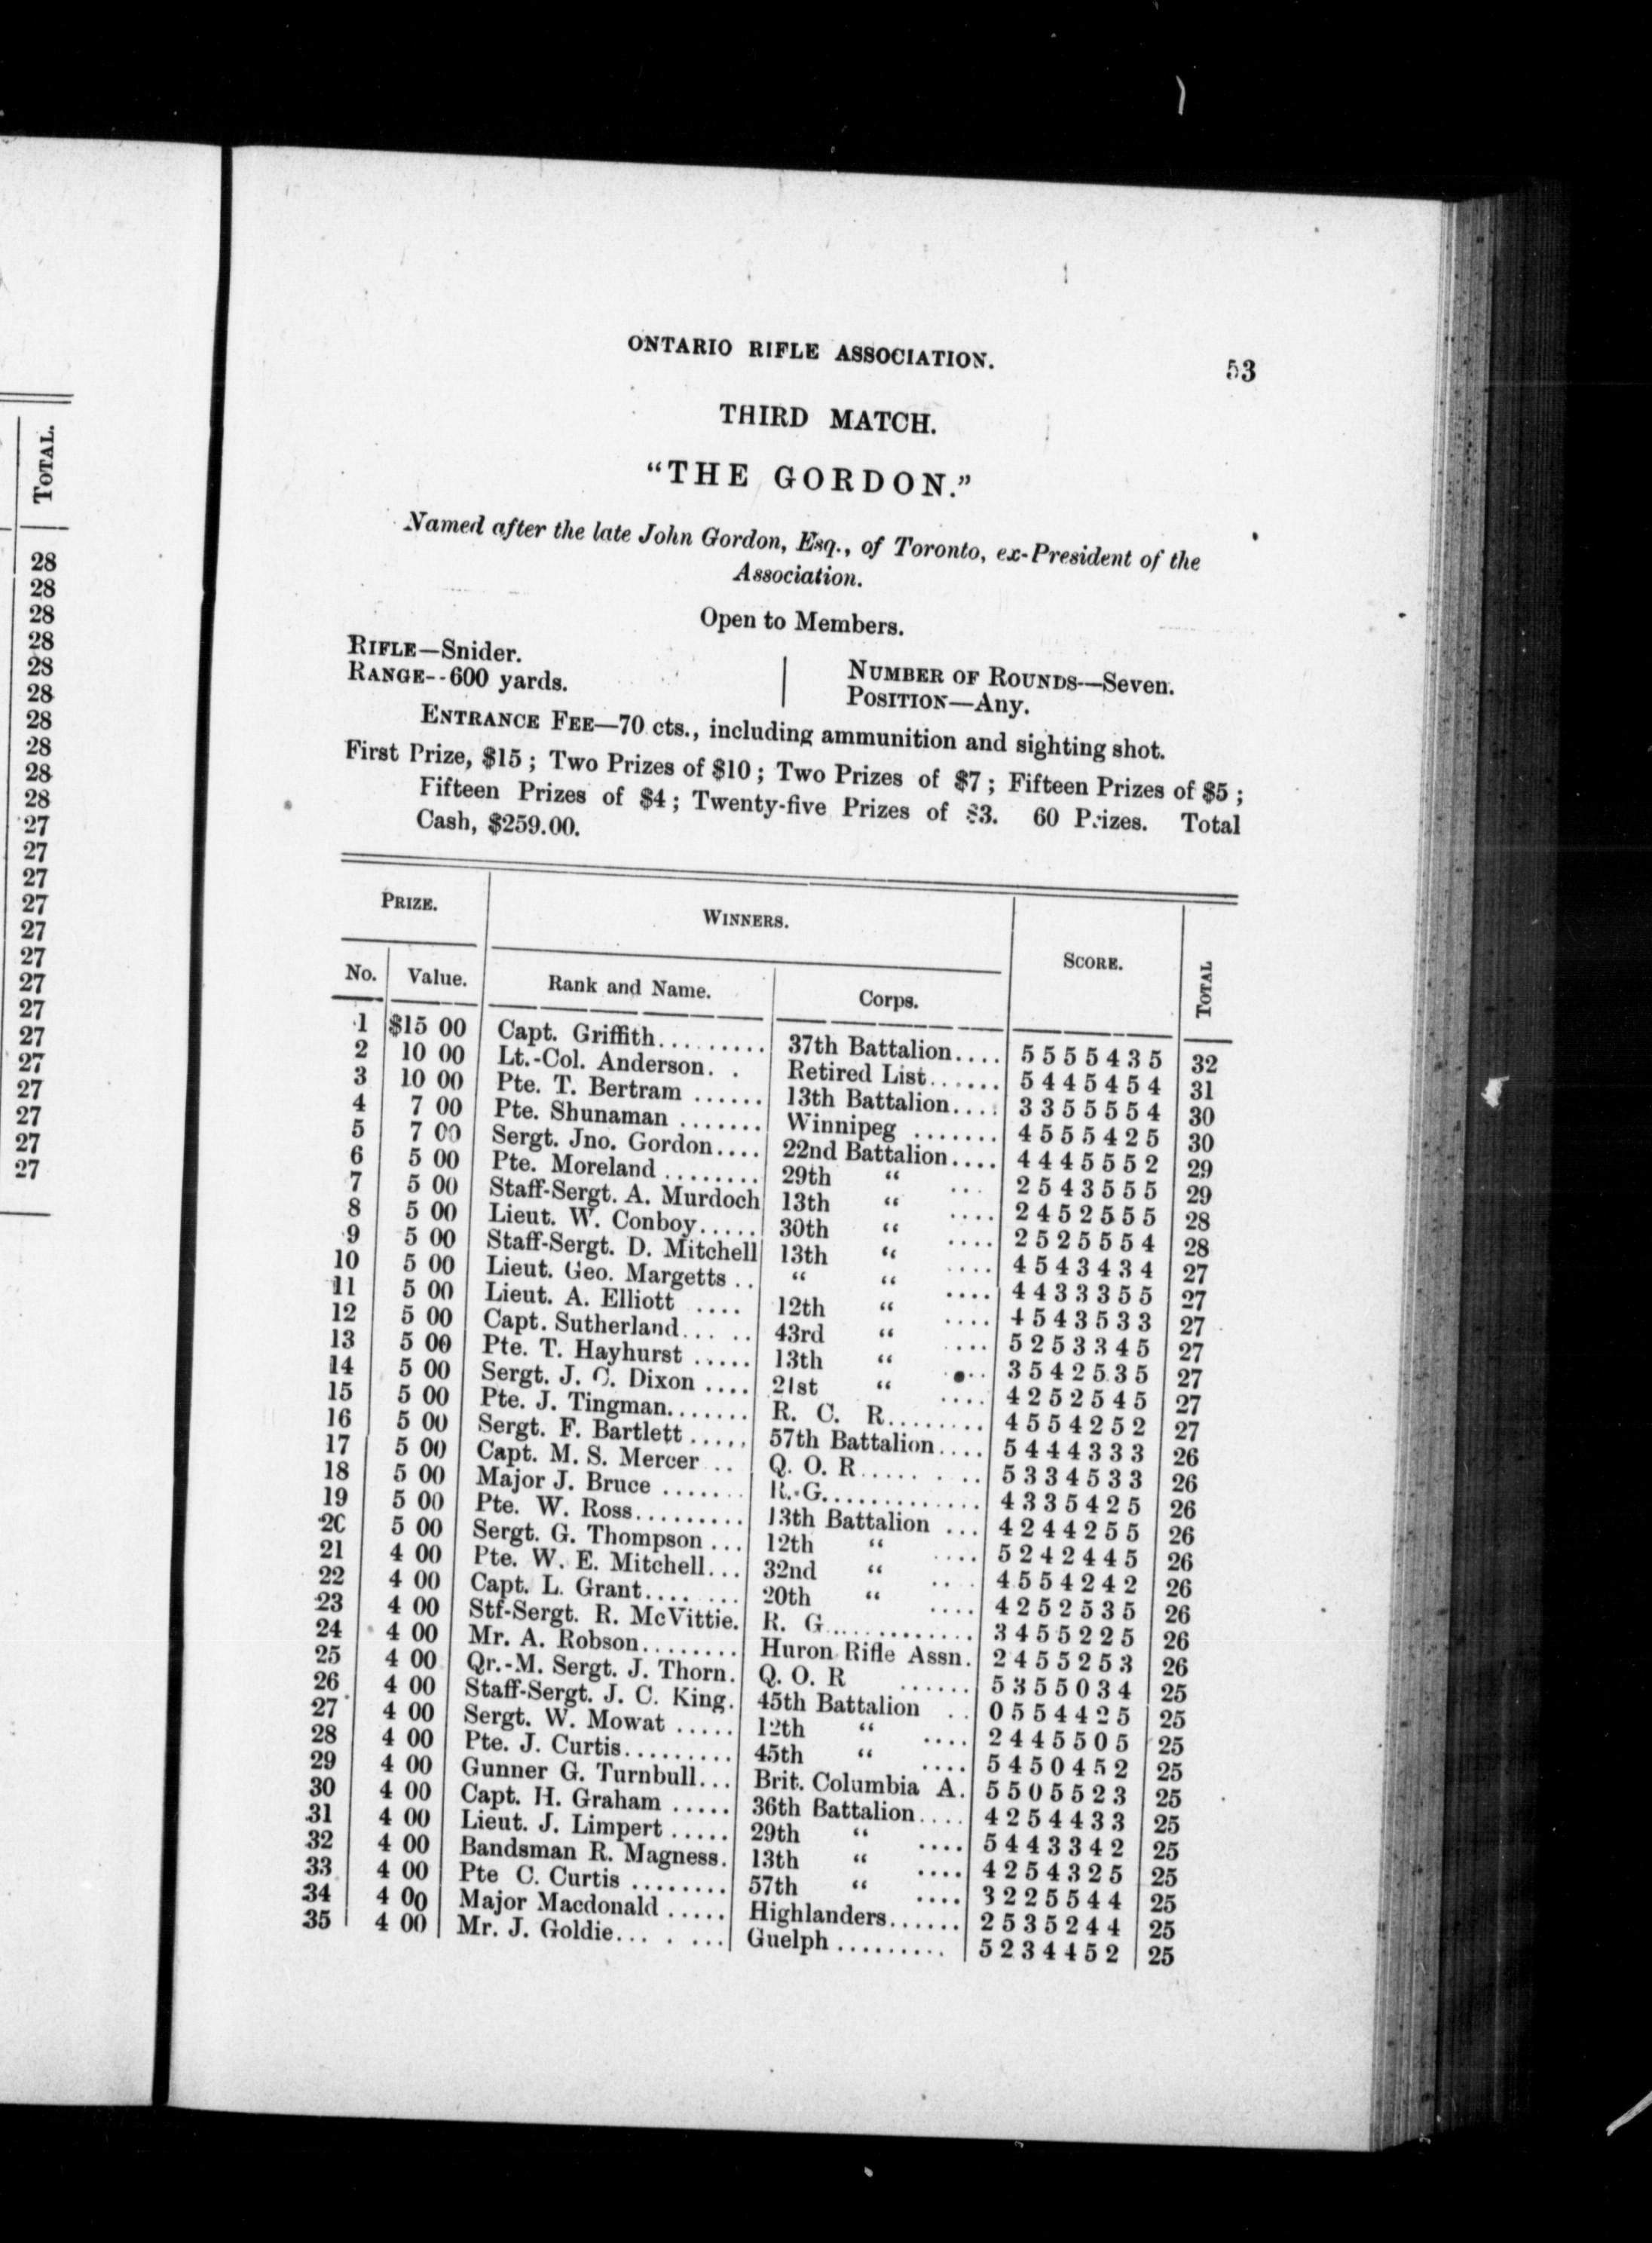 TOTAL.
28
28
28
28
28
28
28
28
28
28
27
27
27
27
27
27
27
27
27
27
27
27
27
27
ONTARIO RIFLE ASSOCIATION. 53
THIRD MATCH.
"THE GORDON."
Named after the late John Gordon, Esq., of Toronto, ex-President of the
Association.
Open to Members.
RIFLE—Snider.
RANGE--600 yards.
NUMBER OF ROUNDS—Seven.
POSITION—Any.
ENTRANCE FEE—70 cts., including ammunition and sighting shot.
First Prize, $15; Two Prizes of $10; Two Prizes of $7; Fifteen Prizes of $5;
Fifteen Prizes of $4; Twenty-five Prizes of $3. 60 Prizes. Total
Cash, $259.00.
PRIZE. WINNERS. SCORE. TOTAL
No. Value. Rank and Name. Corps.
1 $15 00 Capt. Griffith......... 37th Battalion.... 5 5 5 5 4 3 5 32
2 10 00 Lt.-Col. Anderson. . Retired List...... 5 4 4 5 4 5 4 31
3 10 00 Pte. T. Bertram ...... 13th Battalion.... 3 3 5 5 5 5 4 30
4 7 00 Pte. Shunaman ....... Winnipeg ....... 4 5 5 5 4 2 5 30
5 7 00 Sergt. Jno. Gordon.... 22nd Battalion.... 4 4 4 5 5 5 2 29
6 5 00 Pte. Moreland ........ 29th " ... 2 5 4 3 5 5 5 29
7 5 00 Staff-Sergt. A. Murdoch 13th " .... 2 4 5 2 5 5 5 28
8 5 00 Lieut. W. Conboy..... 30th " .... 2 5 2 5 5 5 4 28
9 5 00 Staff-Sergt. D. Mitchell 13th " .... 4 5 4 3 4 3 4 27
10 5 00 Lieut. Geo. Margetts .. " " .... 4 4 3 3 3 5 5 27
11 5 00 Lieut. A. Elliott .... 12th " .... 4 5 4 3 5 3 3 27
12 5 00 Capt. Sutherland... .. 43rd " .... 5 2 5 3 3 4 5 27
13 5 00 Pte. T. Hayhurst ..... 13th " ... 3 5 4 2 5 3 5 27
14 5 00 Sergt. J. C. Dixon .... 21st " .... 4 2 5 2 5 4 5 27
15 5 00 Pte. J. Tingman....... R. C. R........ 4 5 5 4 2 5 2 27
16 5 00 Sergt. F. Bartlett ..... 57th Battalion.... 5 4 4 4 3 3 3 26
17 5 00 Capt. M. S. Mercer .. Q. O. R..... . .. 5 3 3 4 5 3 3 26
18 5 00 Major J. Bruce ....... R. G............. 4 3 3 5 4 2 5 26
19 5 00 Pte. W. Ross......... 13th Battalion ... 4 2 4 4 2 5 5 26
20 5 00 Sergt. G. Thompson ... 12th " .... 5 2 4 2 4 4 5 26
21 4 00 Pte. W. E. Mitchell... 32nd " .... 4 5 5 4 2 4 2 26
22 4 00 Capt. L. Grant.... ... 20th " .... 4 2 5 2 5 3 5 26
23 4 00 Stf-Sergt. R. McVittie. R. G............. 3 4 5 5 2 2 5 26
24 4 00 Mr. A. Robson........ Huron Rifle Assn. 2 4 5 5 2 5 3 26
25 4 00 Qr.-M. Sergt. J. Thorn. Q. O. R ...... 5 3 5 5 0 3 4 25
26 4 00 Staff-Sergt. J. C. King. 45th Battalion .. 0 5 5 4 4 2 5 25
27 4 00 Sergt. W. Mowat ..... 12th " .... 2 4 4 5 5 0 5 25
28 4 00 Pte. J. Curtis......... 45th " .... 5 4 5 0 4 5 2 25
29 4 00 Gunner G. Turnbull... Brit. Columbia A. 5 5 0 5 5 2 3 25
30 4 00 Capt. H. Graham ..... 36th Battalion.... 4 2 5 4 4 3 3 25
31 4 00 Lieut. J. Limpert ..... 29th " .... 5 4 4 3 3 4 2 25
32 4 00 Bandsman R. Magness. 13th " .... 4 2 5 4 3 2 5 25
33 4 00 Pte C. Curtis ........ 57th " .... 3 2 2 5 5 4 4 25
34 4 00 Major Macdonald ..... Highlanders...... 2 5 3 5 2 4 4 25
35 4 00 Mr. J. Goldie... . ... Guelph ......... 5 2 3 4 4 5 2 25